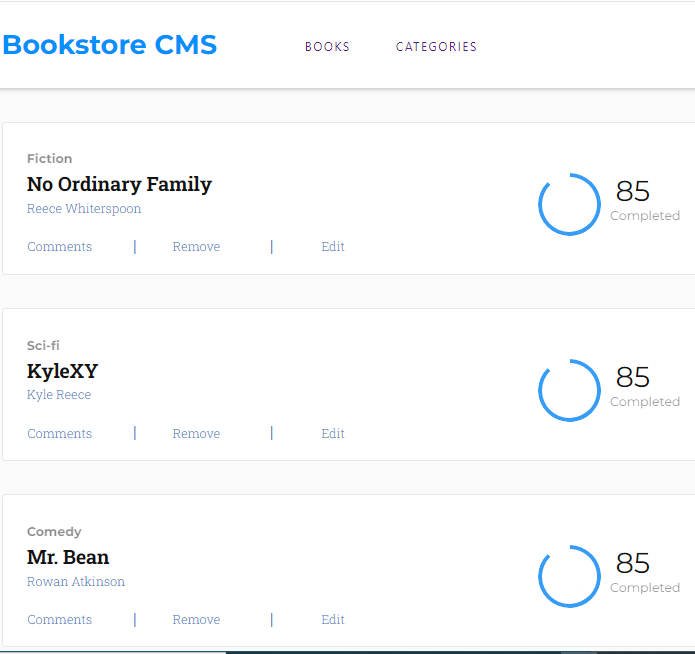 Bookstore CMS BOOKS CATEGORIES
Fiction
No Ordinary Family
Reece Whiterspoon
Comments | Remove | Edit
85
Completed
Sci-fi
KyleXY
Kyle Reece
Comments | Remove | Edit
85
Completed
Comedy
Mr. Bean
Rowan Atkinson
Comments | Remove | Edit
85
Completed